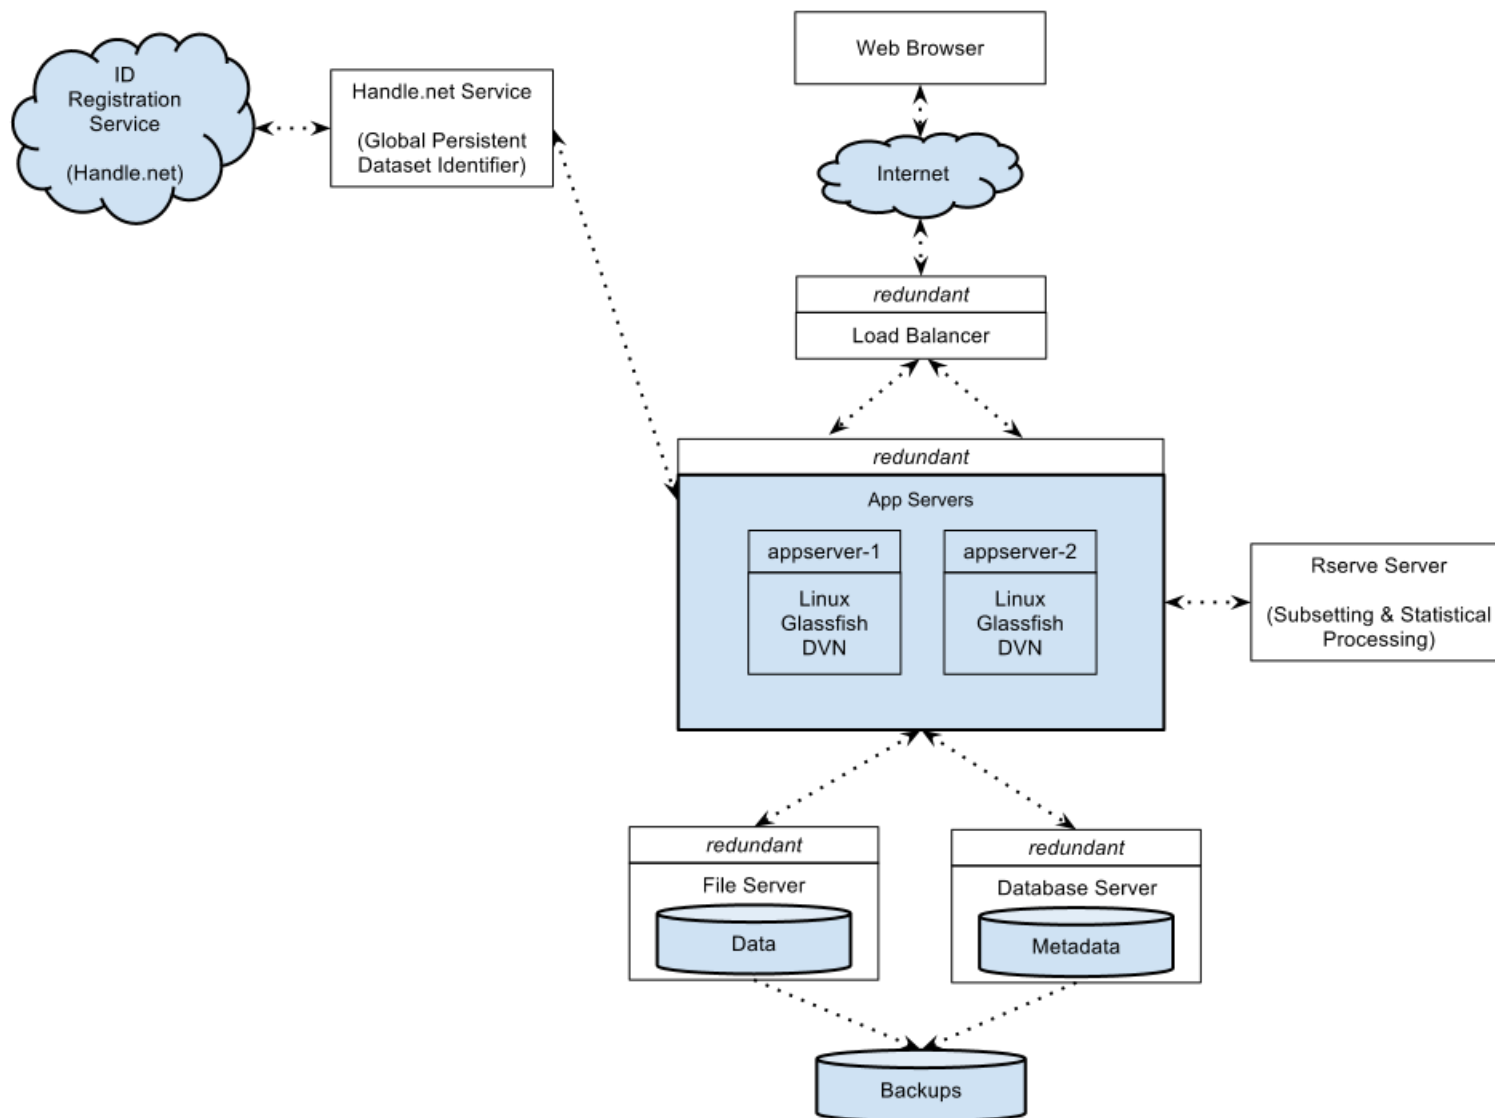 ID
Registration
Service
(Handle.net)
Handle.net Service
(Global Persistent
Dataset Identifier)
Web Browser
Internet
redundant
Load Balancer
redundant
App Servers
appserver-1
Linux
Glassfish
DVN
appserver-2
Linux
Glassfish
DVN
Rserve Server
(Subsetting & Statistical
Processing)
redundant
File Server
Data
redundant
Database Server
Metadata
Backups